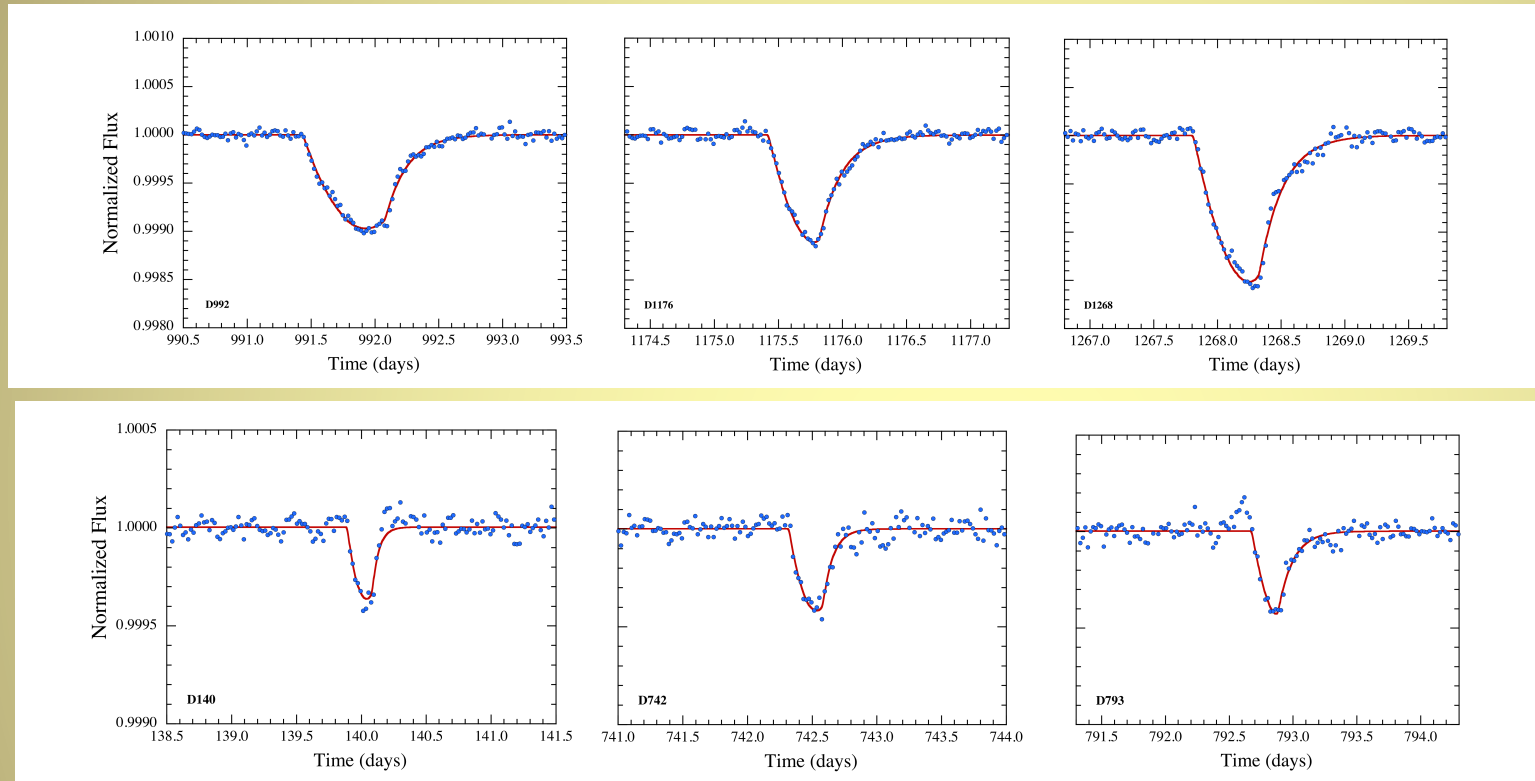 1.0010
1.0005
1.0000
0.9995
0.9990
0.9985
0.9980
Normalized Flux
D992
990.5 991.0 991.5 992.0 992.5 993.0 993.5
Time (days)
D1176
1174.5 1175.0 1175.5 1176.0 1176.5 1177.0
Time (days)
D1268
1267.0 1267.5 1268.0 1268.5 1269.0 1269.5
Time (days)
1.0005
1.0000
0.9995
0.9990
Normalized Flux
D140
138.5 139.0 139.5 140.0 140.5 141.0 141.5
Time (days)
D742
741.0 741.5 742.0 742.5 743.0 743.5 744.0
Time (days)
D793
791.5 792.0 792.5 793.0 793.5 794.0
Time (days)